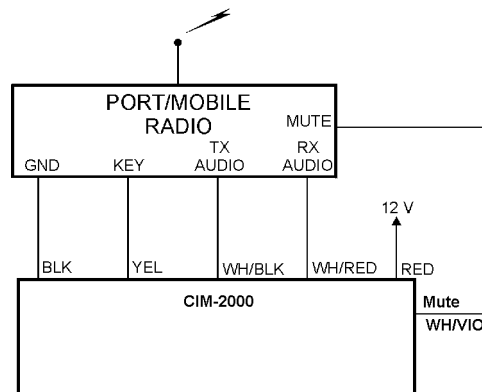 PORT/MOBILE
RADIO
MUTE
GND
KEY
TX
AUDIO
RX
AUDIO
12 V
BLK
YEL
WH/BLK
WH/RED
RED
CIM-2000
Mute
WH/VIO